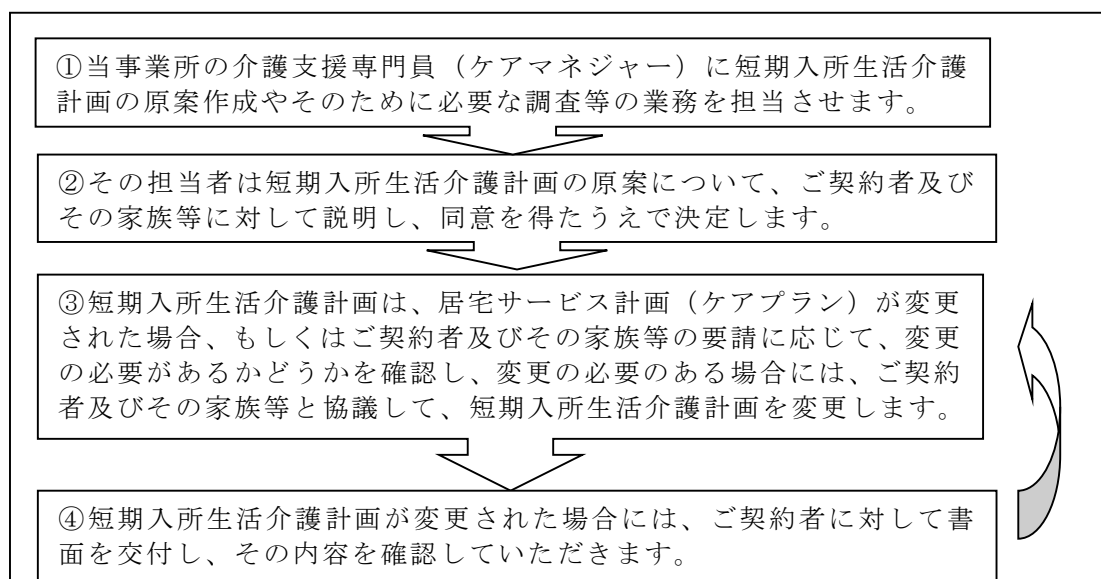 ①当事業所の介護支援専門員（ケアマネジャー）に短期入所生活介護
計画の原案作成やそのために必要な調査等の業務を担当させます。
②その担当者は短期入所生活介護計画の原案について、ご契約者及び
その家族等に対して説明し、同意を得たうえで決定します。
③短期入所生活介護計画は、居宅サービス計画（ケアプラン）が変更
された場合、もしくはご契約者及びその家族等の要請に応じて、変更
の必要があるかどうかを確認し、変更の必要のある場合には、ご契約
者及びその家族等と協議して、短期入所生活介護計画を変更します。
④短期入所生活介護計画が変更された場合には、ご契約者に対して書
面を交付し、その内容を確認していただきます。